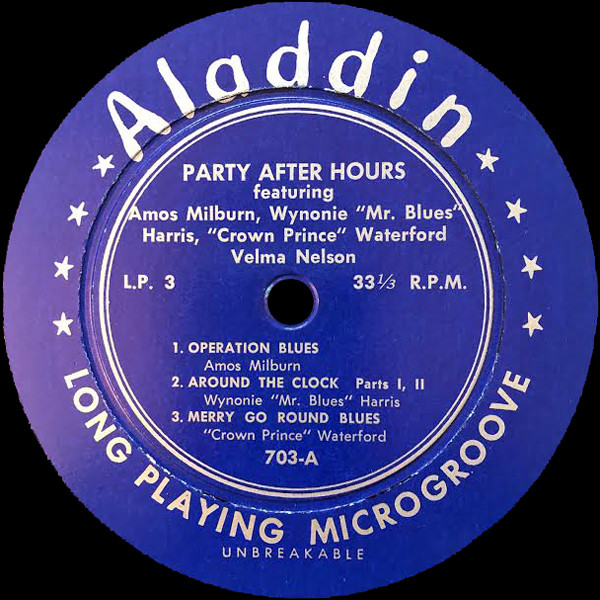 Aladdin
PARTY AFTER HOURS
featuring
Amos Milburn, Wynonie "Mr. Blues"
Harris, "Crown Prince" Waterford
Velma Nelson
L.P. 3 33 1/3 R.P.M.
1. OPERATION BLUES
Amos Milburn
2. AROUND THE CLOCK Parts I, II
Wynonie "Mr. Blues" Harris
3. MERRY GO ROUND BLUES
"Crown Prince" Waterford
703-A
LONG PLAYING MICROGROOVE
UNBREAKABLE